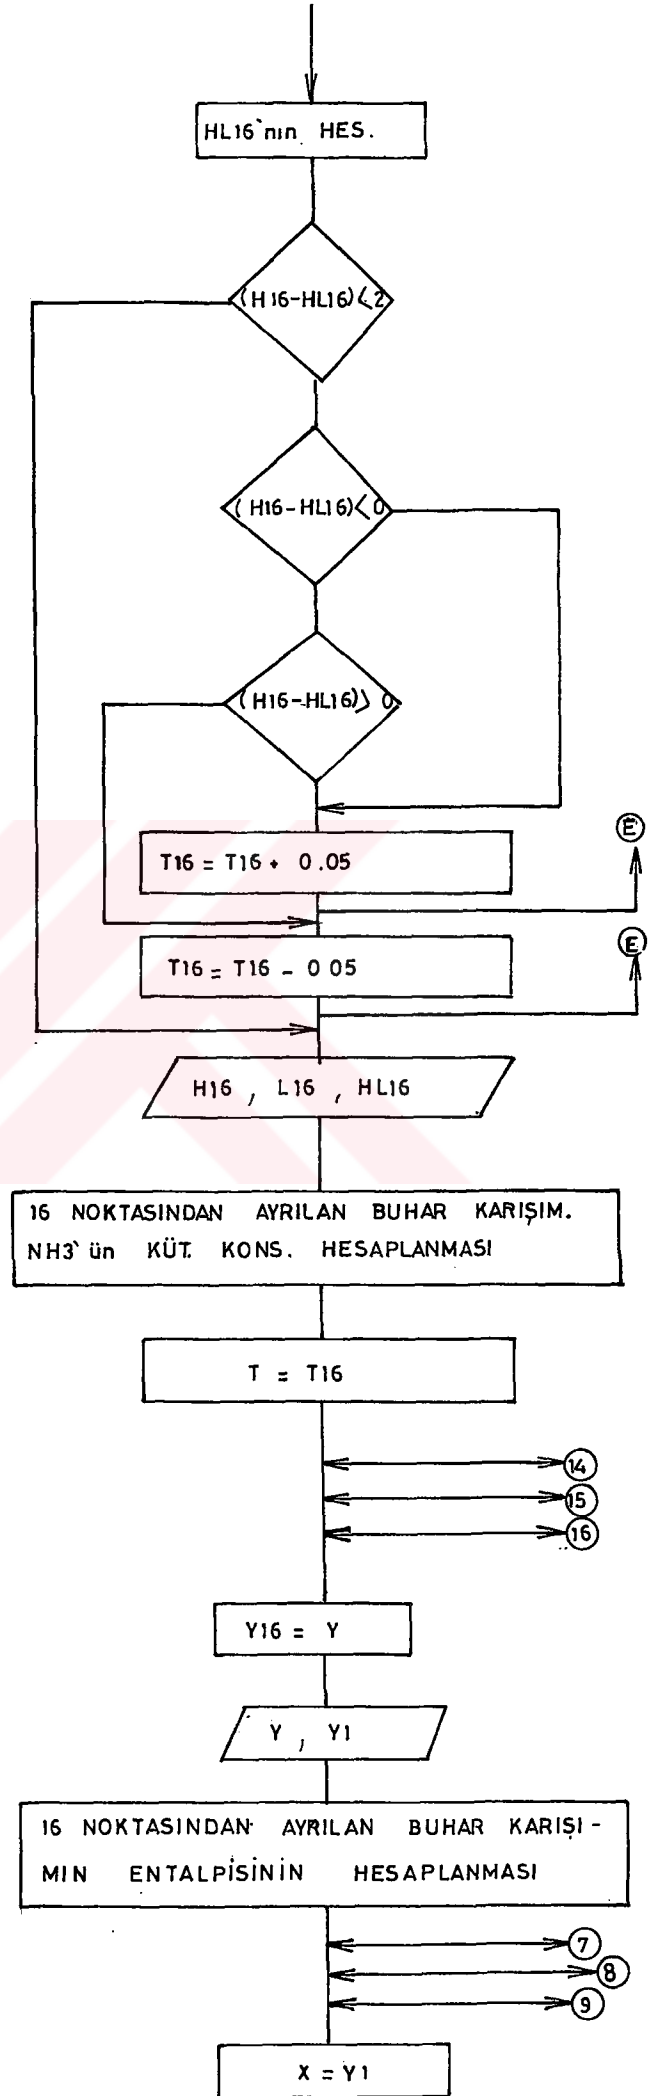 HL16`nın HES.
(H16-HL16)<2
(H16-HL16)<0
(H16-HL16)>0
T16 = T16 + 0.05
E
T16 = T16 - 0 05
E
H16 , L16 , HL16
16 NOKTASINDAN AYRILAN BUHAR KARIŞIM.
NH3`ün KÜT. KONS. HESAPLANMASI
T = T16
14
15
16
Y16 = Y
Y , Y1
16 NOKTASINDAN AYRILAN BUHAR KARIŞI-
MIN ENTALPİSİNİN HESAPLANMASI
7
8
9
X = Y1